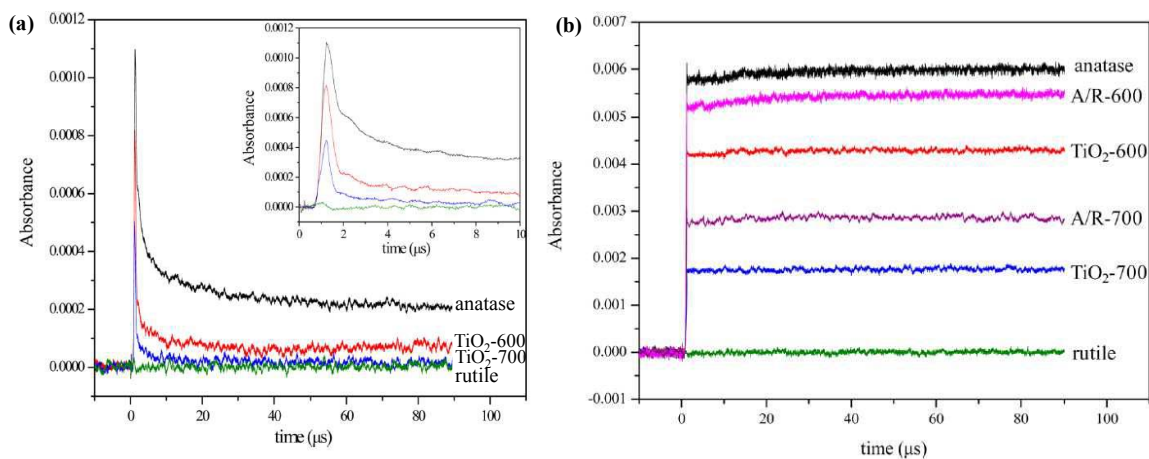 (a)
0.0012
0.0010
0.0008
0.0006
0.0004
0.0002
0.0000
Absorbance
0 20 40 60 80 100
time (μs)
0.0012
0.0010
0.0008
0.0006
0.0004
0.0002
0.0000
Absorbance
0 2 4 6 8 10
time (μs)
anatase
TiO₂-600
TiO₂-700
rutile
(b)
0.007
0.006
0.005
0.004
0.003
0.002
0.001
0.000
-0.001
Absorbance
0 20 40 60 80 100
time (μs)
anatase
A/R-600
TiO₂-600
A/R-700
TiO₂-700
rutile